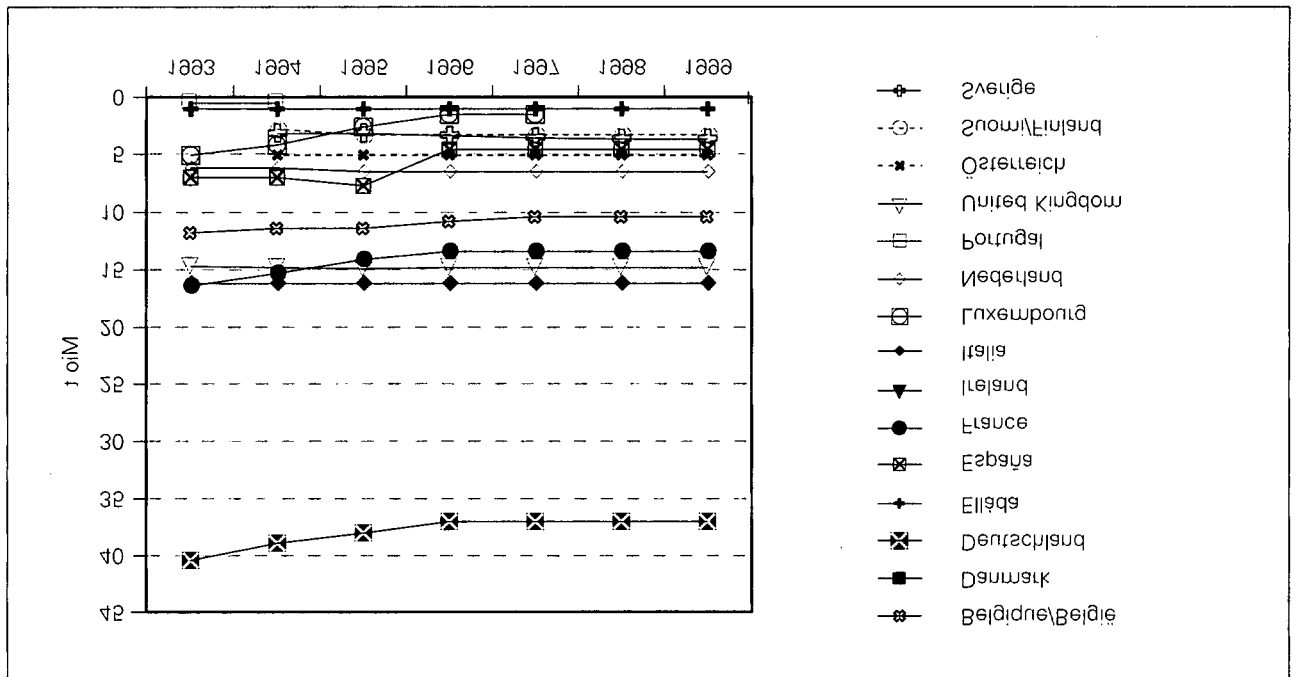 Mio t
45
40
35
30
25
20
15
10
5
0
1993 1994 1995 1996 1997 1998 1999
Belgique/België
Danmark
Deutschland
Ellada
España
France
Ireland
Italia
Luxembourg
Nederland
Portugal
United Kingdom
Österreich
Suomi/Finland
Sverige